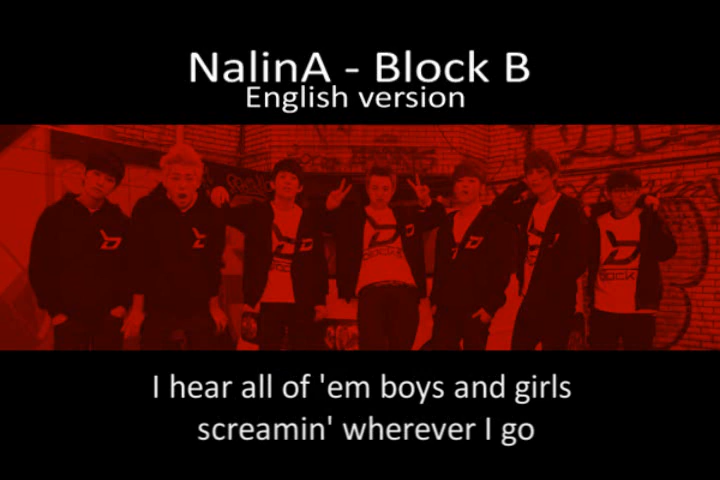 NalinA - Block B
English version
I hear all of 'em boys and girls
screamin' wherever I go